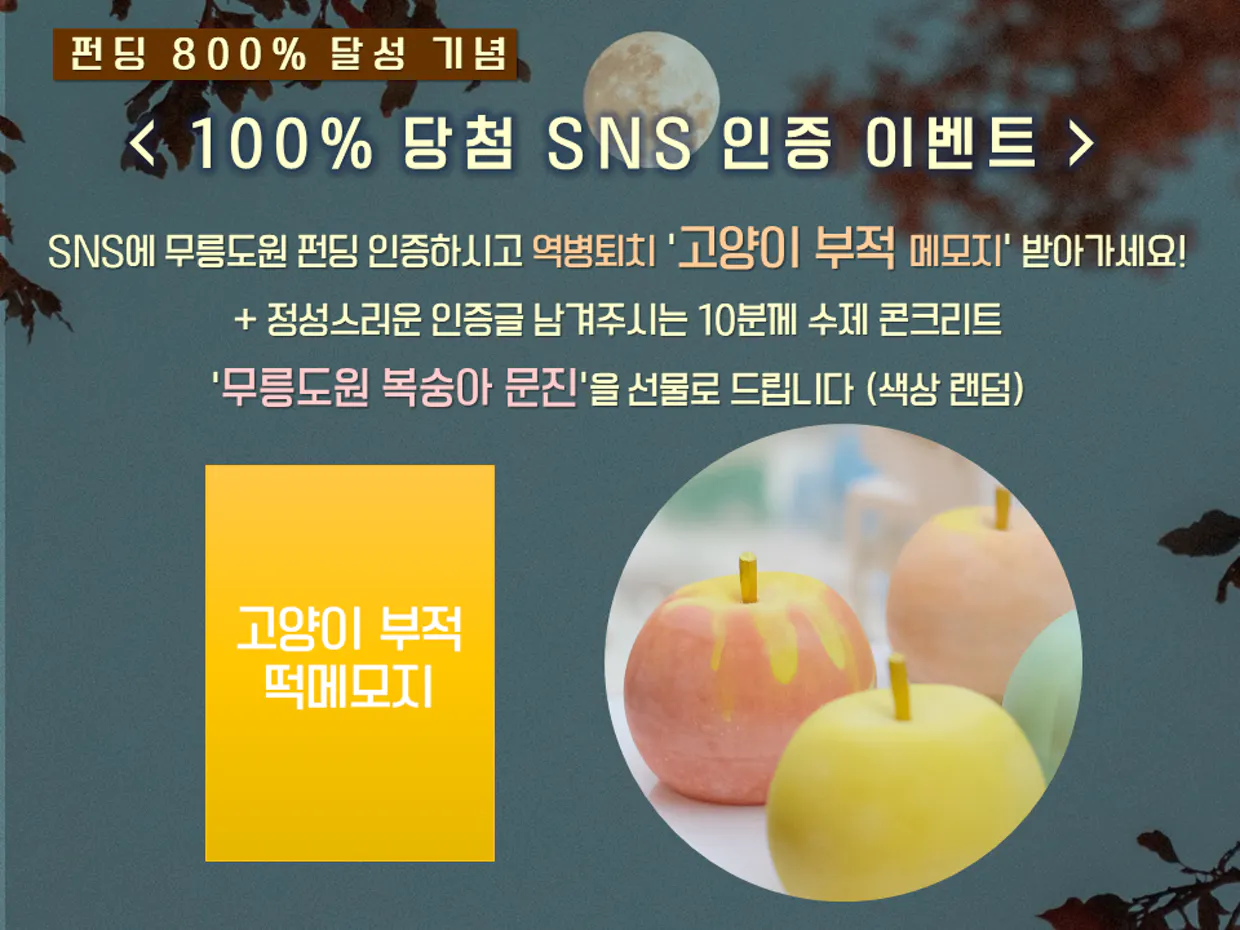 펀딩 800% 달성 기념
< 100% 당첨 SNS 인증 이벤트 >
SNS에 무릉도원 펀딩 인증하시고 역병퇴치 '고양이 부적 메모지' 받아가세요!
+ 정성스러운 인증글 남겨주시는 10분께 수제 콘크리트
'무릉도원 복숭아 문진'을 선물로 드립니다 (색상 랜덤)
고양이 부적
떡메모지